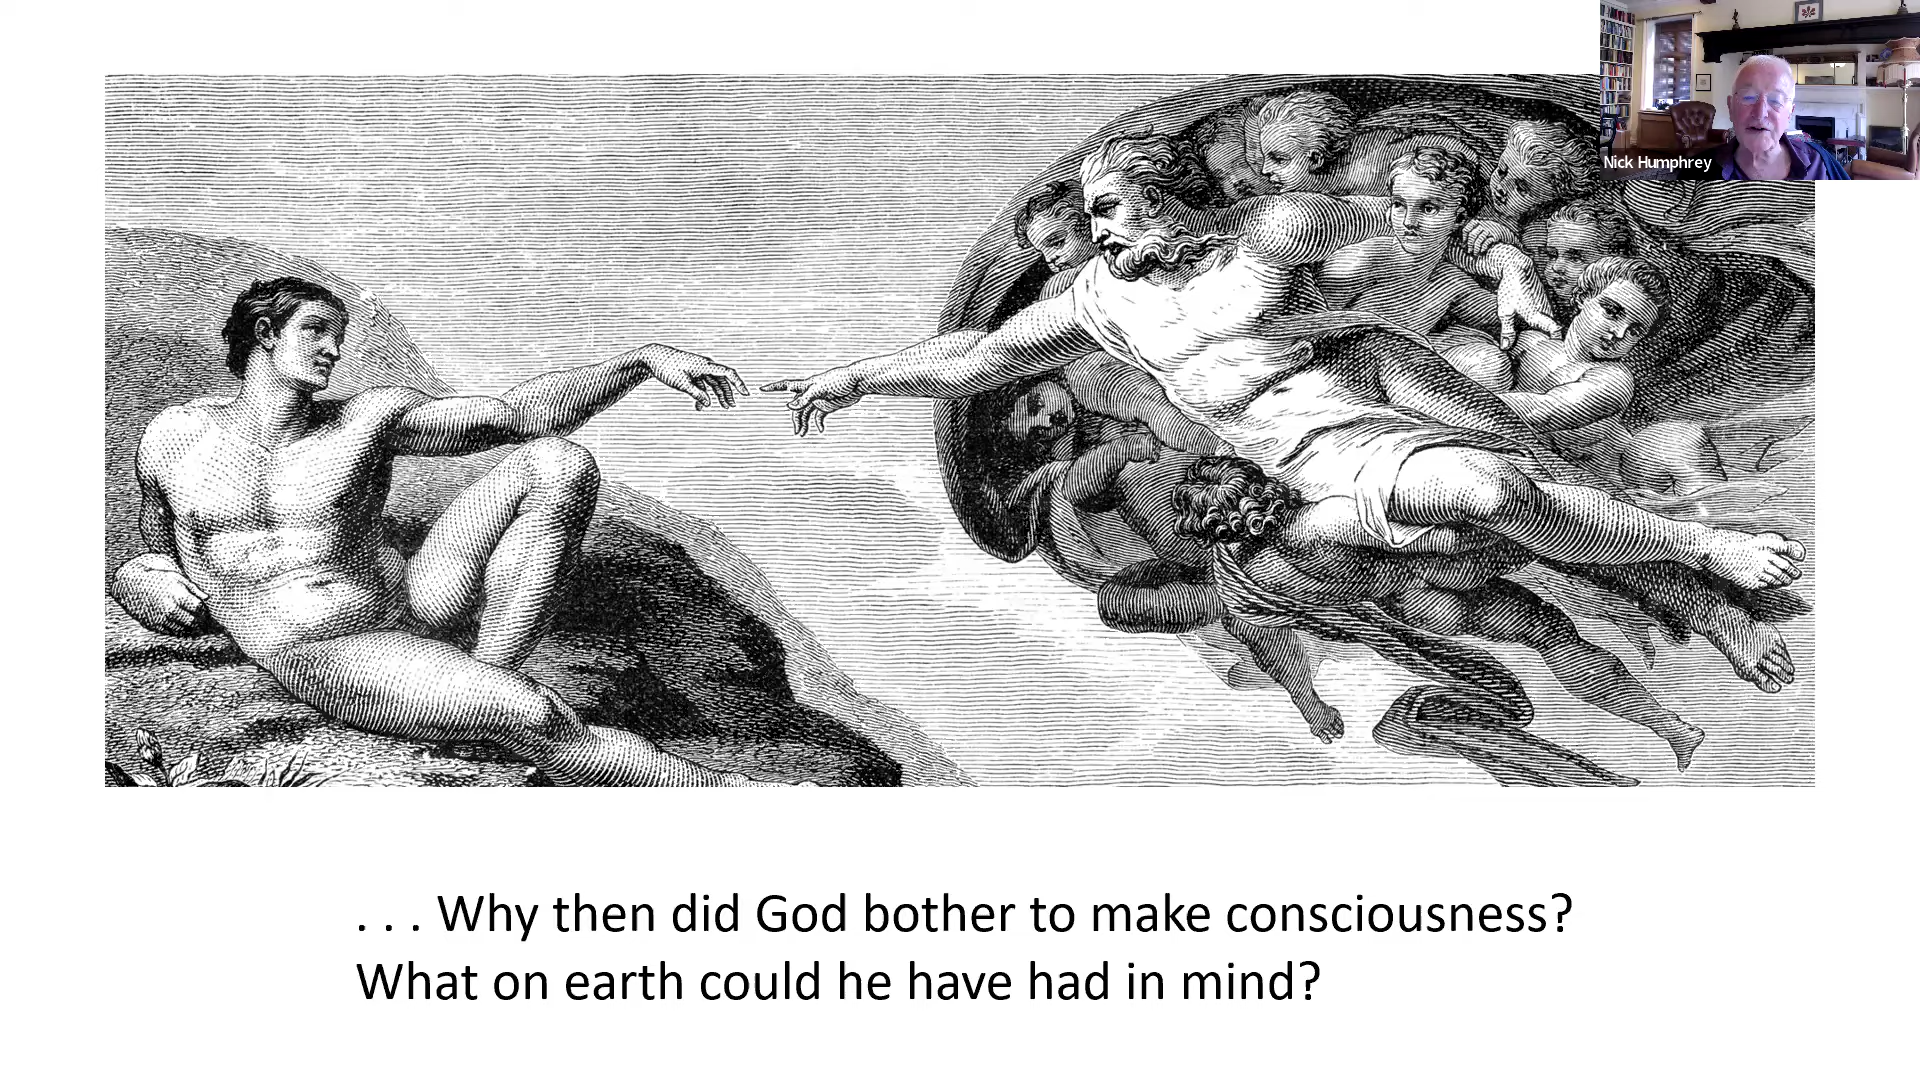 Nick Humphrey
. . . Why then did God bother to make consciousness?
What on earth could he have had in mind?